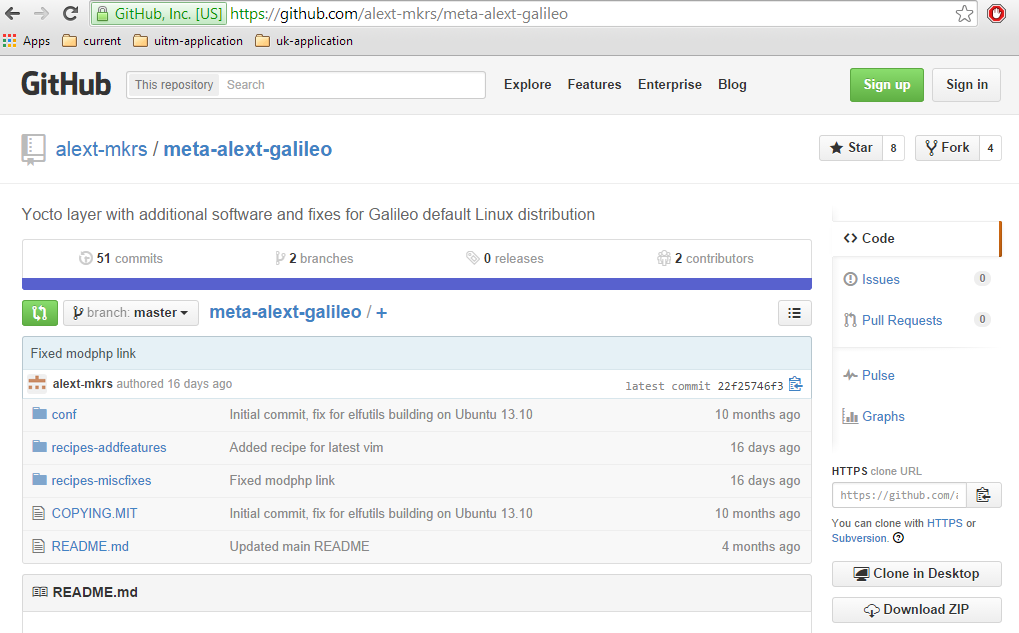 GitHub, Inc. [US] https://github.com/alext-mkrs/meta-alext-galileo
Apps current uitm-application uk-application
GitHub This repository Search Explore Features Enterprise Blog Sign up Sign in
alext-mkrs / meta-alext-galileo Star 8 Fork 4
Yocto layer with additional software and fixes for Galileo default Linux distribution
51 commits 2 branches 0 releases 2 contributors
branch: master meta-alext-galileo / +
Fixed modphp link
alext-mkrs authored 16 days ago latest commit 22f25746f3
conf Initial commit, fix for elfutils building on Ubuntu 13.10 10 months ago
recipes-addfeatures Added recipe for latest vim 16 days ago
recipes-miscfixes Fixed modphp link 16 days ago
COPYING.MIT Initial commit, fix for elfutils building on Ubuntu 13.10 10 months ago
README.md Updated main README 4 months ago
README.md
Code
Issues 0
Pull Requests 0
Pulse
Graphs
HTTPS clone URL
https://github.com/a
You can clone with HTTPS or
Subversion.
Clone in Desktop
Download ZIP